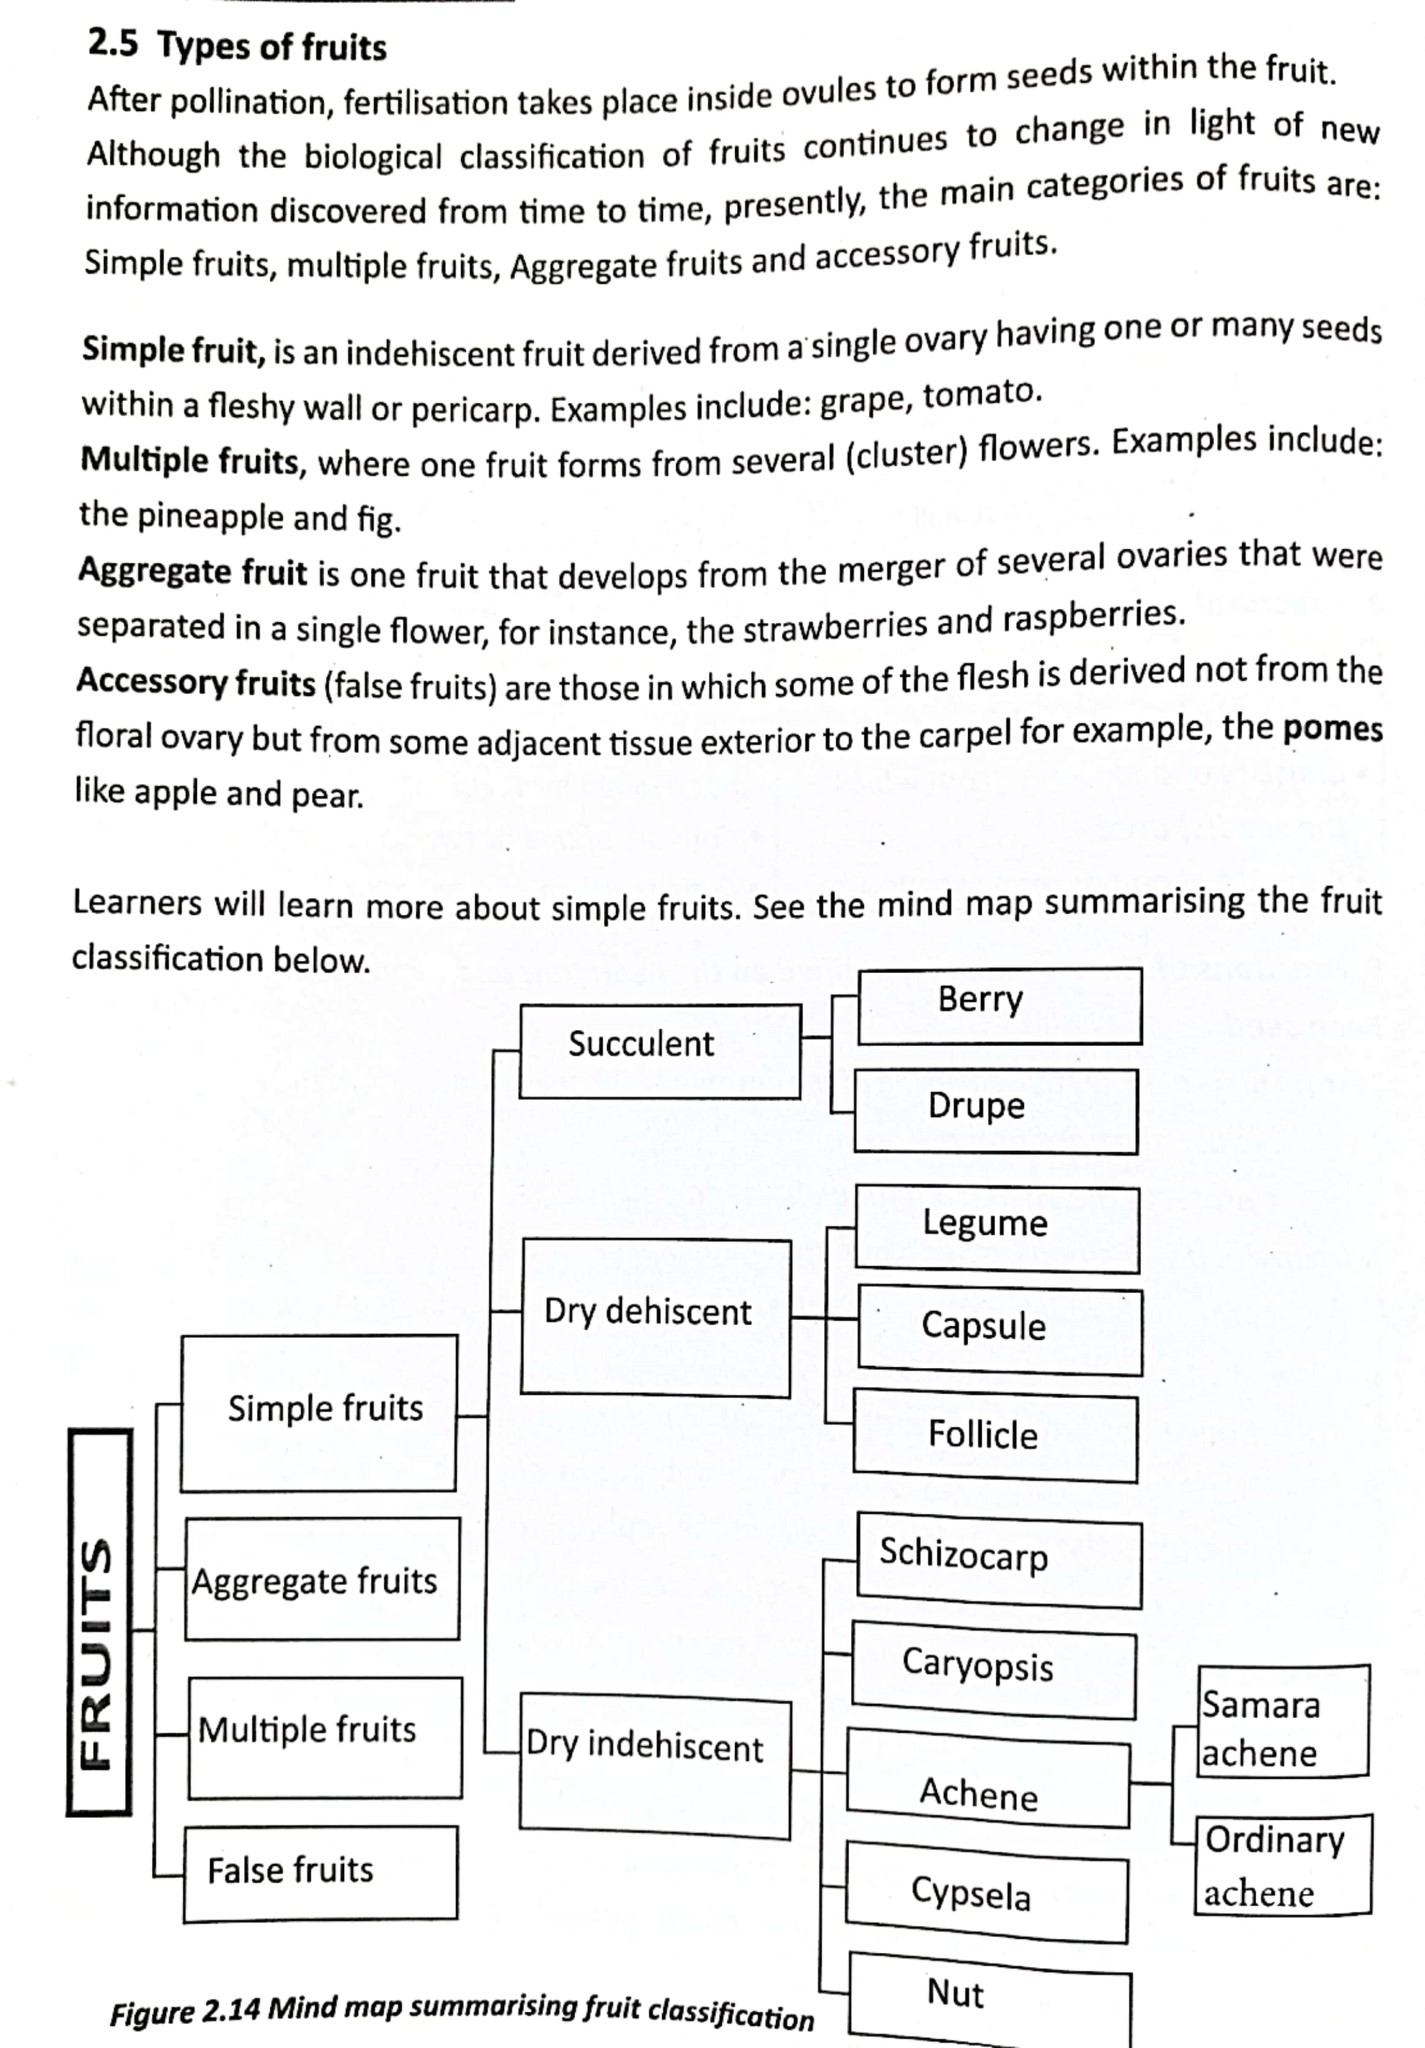 2.5 Types of fruits
After pollination, fertilisation takes place inside ovules to form seeds within the fruit.
Although the biological classification of fruits continues to change in light of new
information discovered from time to time, presently, the main categories of fruits are:
Simple fruits, multiple fruits, Aggregate fruits and accessory fruits.
Simple fruit, is an indehiscent fruit derived from a single ovary having one or many seeds
within a fleshy wall or pericarp. Examples include: grape, tomato.
Multiple fruits, where one fruit forms from several (cluster) flowers. Examples include:
the pineapple and fig.
Aggregate fruit is one fruit that develops from the merger of several ovaries that were
separated in a single flower, for instance, the strawberries and raspberries.
Accessory fruits (false fruits) are those in which some of the flesh is derived not from the
floral ovary but from some adjacent tissue exterior to the carpel for example, the pomes
like apple and pear.
Learners will learn more about simple fruits. See the mind map summarising the fruit
classification below.
FRUITS
Simple fruits
Aggregate fruits
Multiple fruits
False fruits
Succulent
Dry dehiscent
Dry indehiscent
Berry
Drupe
Legume
Capsule
Follicle
Schizocarp
Caryopsis
Achene
Cypsela
Nut
Samara
achene
Ordinary
achene
Figure 2.14 Mind map summarising fruit classification